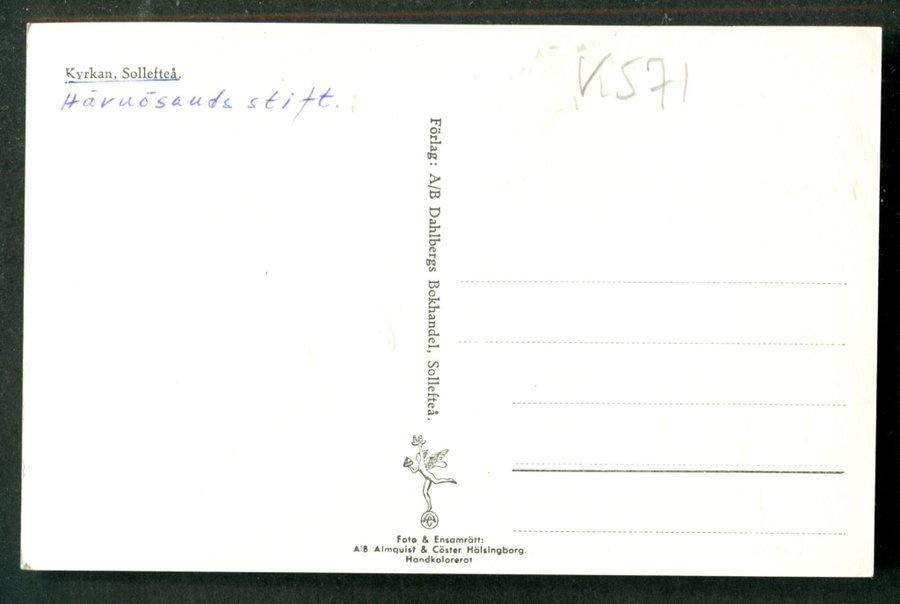 Kyrkan, Sollefteå.
Härnösands stift.
K571
Förlag: A/B Dahlbergs Bokhandel, Sollefteå.
Foto & Ensamrätt:
A/B Almquist & Cöster Hälsingborg.
Handkolorerat